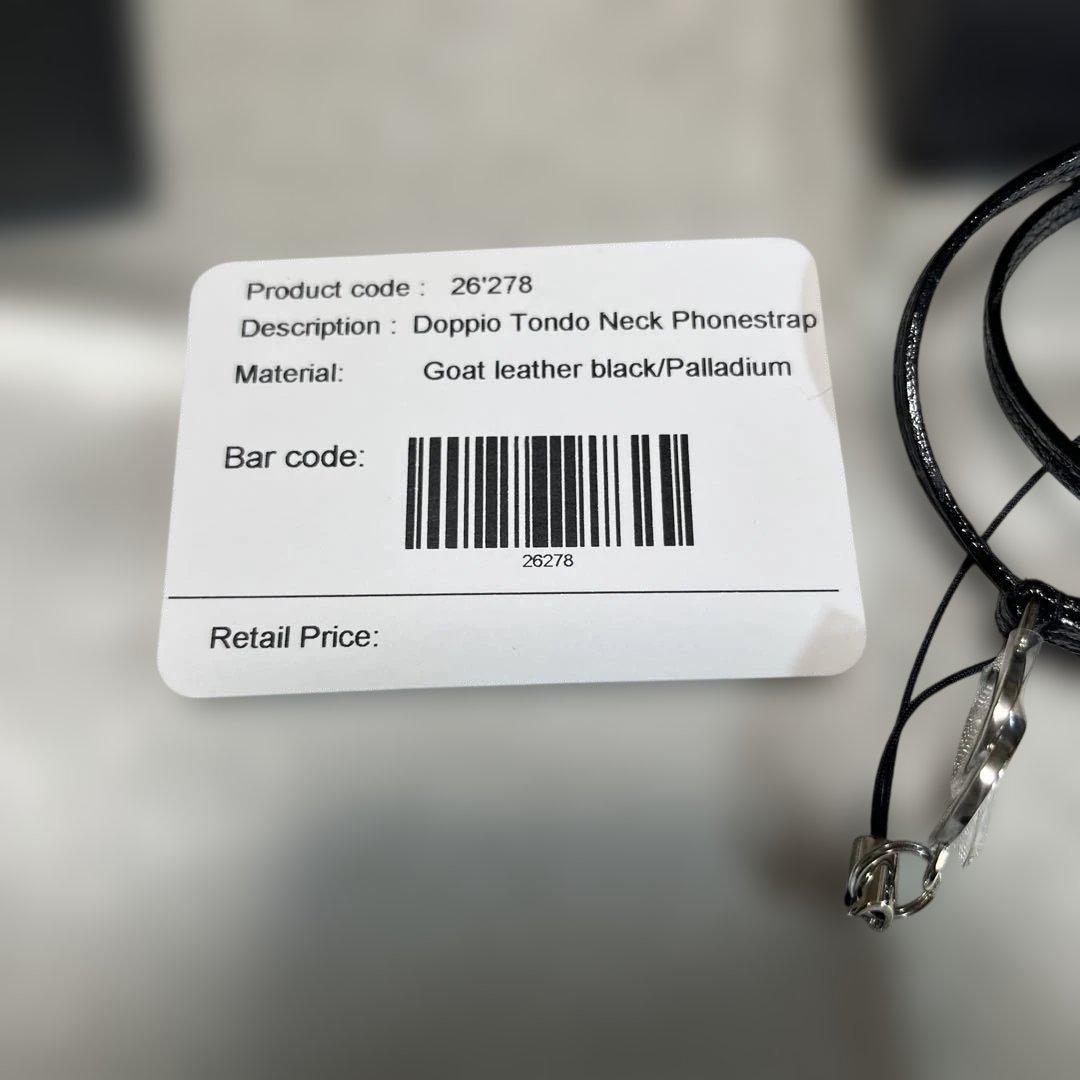 Product code : 26'278
Description : Doppio Tondo Neck Phonestrap
Material: Goat leather black/Palladium
Bar code:
26278
Retail Price: